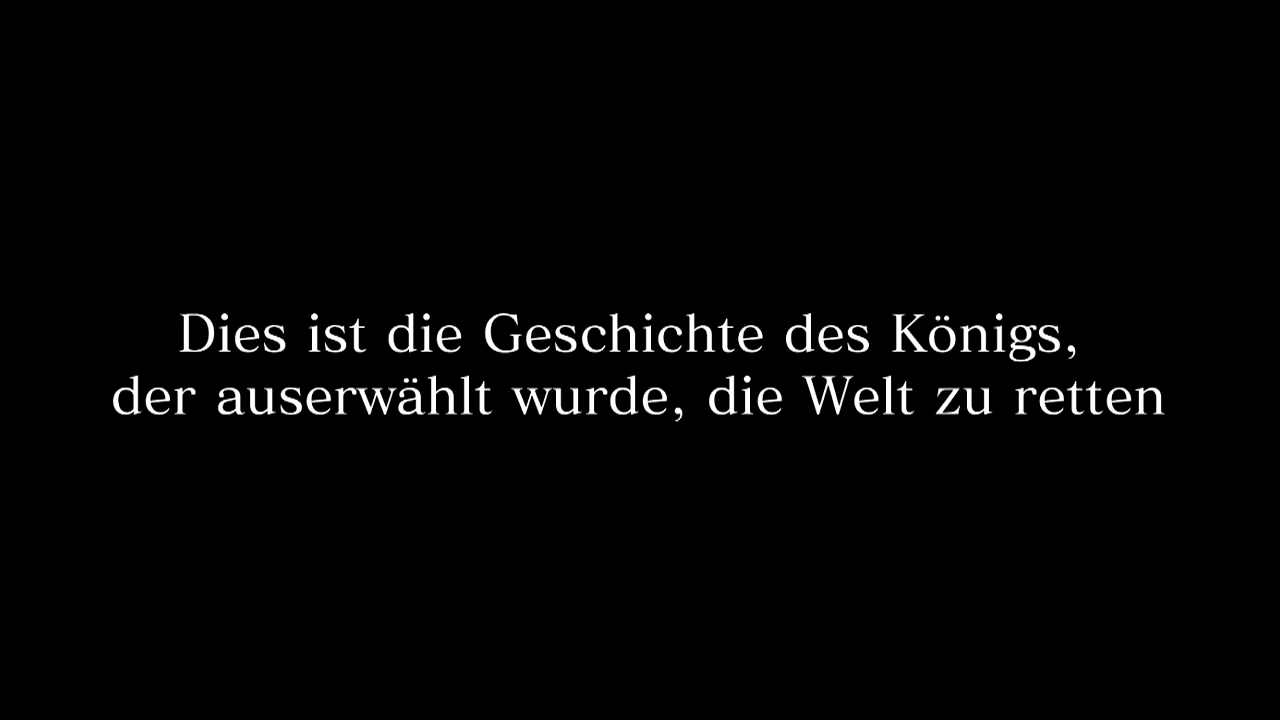 Dies ist die Geschichte des Königs,
der auserwählt wurde, die Welt zu retten